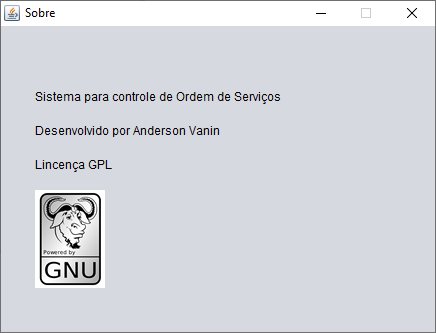 Sobre
Sistema para controle de Ordem de Serviços
Desenvolvido por Anderson Vanin
Lincença GPL
Powered by
GNU